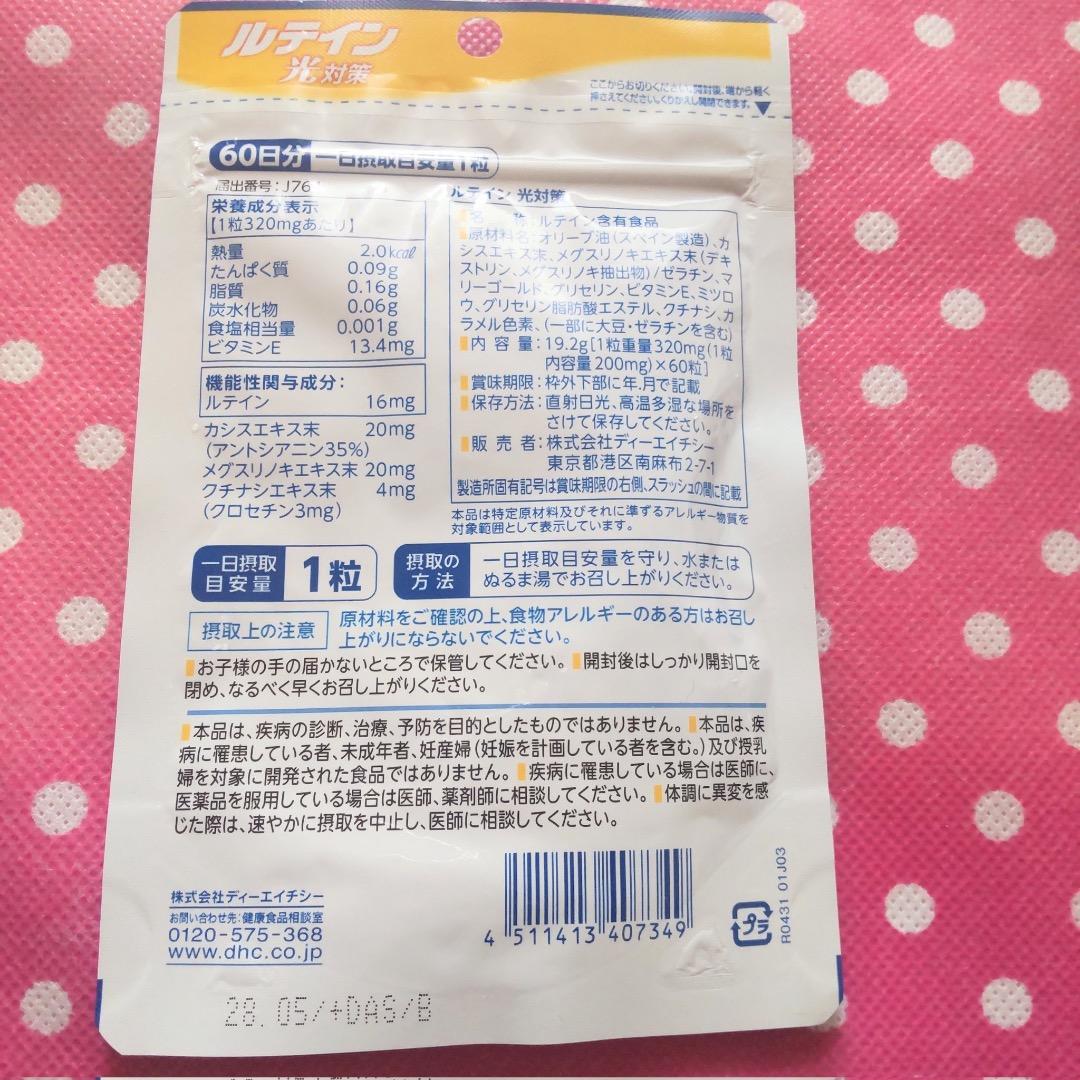 ルテイン
光対策
ここからお切りください。開封後、端から軽く
押さえてください。くりかえし開閉できます。▼
60日分 一日摂取目安量1粒
届出番号:J76
栄養成分表示
【1粒320mgあたり】
熱量 2.0kcal
たんぱく質 0.09g
脂質 0.16g
炭水化物 0.06g
食塩相当量 0.001g
ビタミンE 13.4mg
機能性関与成分:
ルテイン 16mg
カシスエキス末 20mg
(アントシアニン35%)
メグスリノキエキス末 20mg
クチナシエキス末 4mg
(クロセチン3mg)
ルテイン 光対策
名称:ルテイン含有食品
原材料名:オリーブ油(スペイン製造)、カ
シスエキス末、メグスリノキエキス末(デキ
ストリン、メグスリノキ抽出物)/ゼラチン、マ
リーゴールド、グリセリン、ビタミンE、ミツロ
ウ、グリセリン脂肪酸エステル、クチナシ、カ
ラメル色素、(一部に大豆・ゼラチンを含む)
内容量:19.2g[1粒重量320mg(1粒
内容量200mg)×60粒]
賞味期限:枠外下部に年.月で記載
保存方法:直射日光、高温多湿な場所を
さけて保存してください。
販売者:株式会社ディーエイチシー
東京都港区南麻布2-7-1
製造所固有記号は賞味期限の右側、スラッシュの間に記載
本品は特定原材料及びそれに準ずるアレルギー物質を
対象範囲として表示しています。
一日摂取
目安量 1粒
摂取の
方法
一日摂取目安量を守り、水または
ぬるま湯でお召し上がりください。
摂取上の注意
原材料をご確認の上、食物アレルギーのある方はお召し
上がりにならないでください。
お子様の手の届かないところで保管してください。 開封後はしっかり開封口を
閉め、なるべく早くお召し上がりください。
本品は、疾病の診断、治療、予防を目的としたものではありません。 本品は、疾
病に罹患している者、未成年者、妊産婦(妊娠を計画している者を含む。)及び授乳
婦を対象に開発された食品ではありません。 疾病に罹患している場合は医師に、
医薬品を服用している場合は医師、薬剤師に相談してください。 体調に異変を感
じた際は、速やかに摂取を中止し、医師に相談してください。
株式会社ディーエイチシー
お問い合わせ先:健康食品相談室
0120-575-368
www.dhc.co.jp
4 511413 407349
プラ
R0431 01J03
28.05/+DAS/B